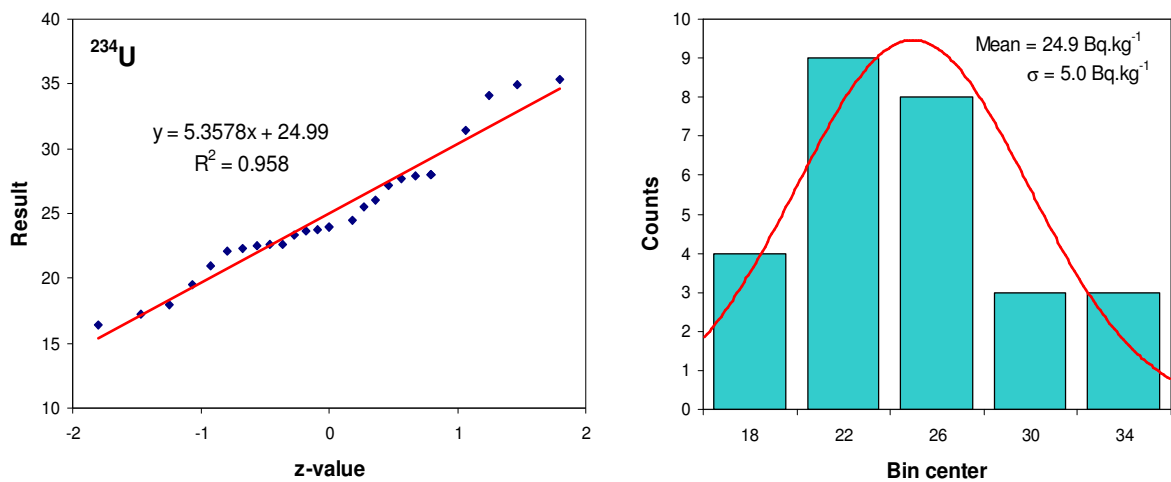 40
35
30
25
20
15
10
Result
²³⁴U
y = 5.3578x + 24.99
R² = 0.958
-2 -1 0 1 2
z-value
10
9
8
7
6
5
4
3
2
1
0
Counts
Mean = 24.9 Bq.kg⁻¹
σ = 5.0 Bq.kg⁻¹
18 22 26 30 34
Bin center